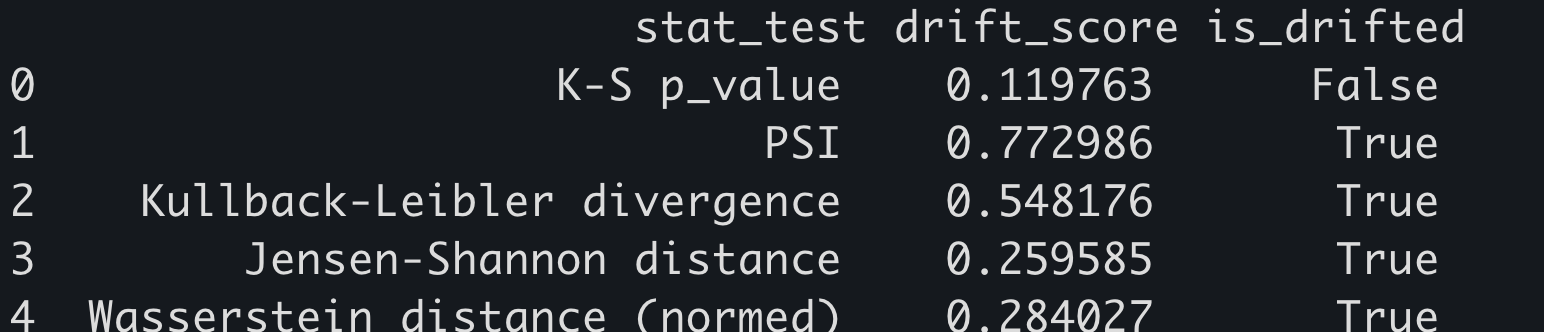 stat_test drift_score is_drifted
0 K-S p_value 0.119763 False
1 PSI 0.772986 True
2 Kullback-Leibler divergence 0.548176 True
3 Jensen-Shannon distance 0.259585 True
4 Wasserstein distance (normed) 0.284027 True